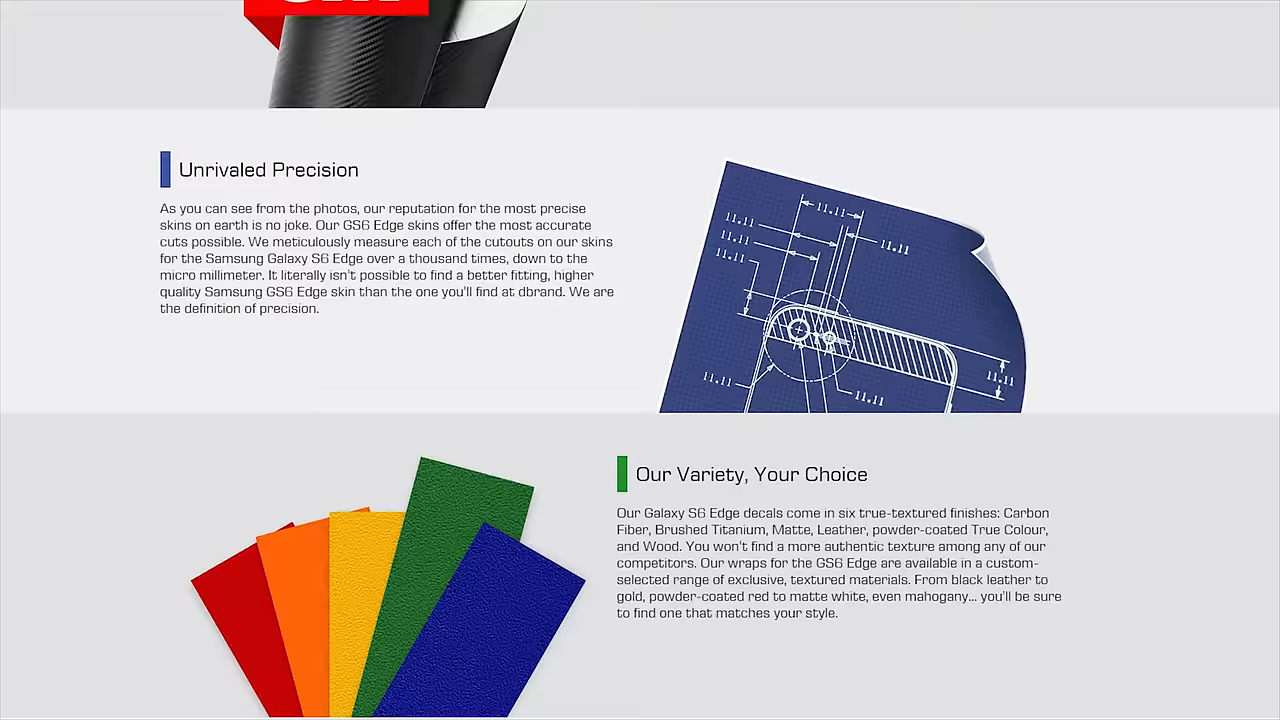 Unrivaled Precision
As you can see from the photos, our reputation for the most precise
skins on earth is no joke. Our GS6 Edge skins offer the most accurate
cuts possible. We meticulously measure each of the cutouts on our skins
for the Samsung Galaxy S6 Edge over a thousand times, down to the
micro millimeter. It literally isn't possible to find a better fitting, higher
quality Samsung GS6 Edge skin than the one you'll find at dbrand. We are
the definition of precision.
11.11
11.11
11.11
11.11
11.11
11.11
11.11
11.11
Our Variety, Your Choice
Our Galaxy S6 Edge decals come in six true-textured finishes: Carbon
Fiber, Brushed Titanium, Matte, Leather, powder-coated True Colour,
and Wood. You won't find a more authentic texture among any of our
competitors. Our wraps for the GS6 Edge are available in a custom-
selected range of exclusive, textured materials. From black leather to
gold, powder-coated red to matte white, even mahogany... you'll be sure
to find one that matches your style.